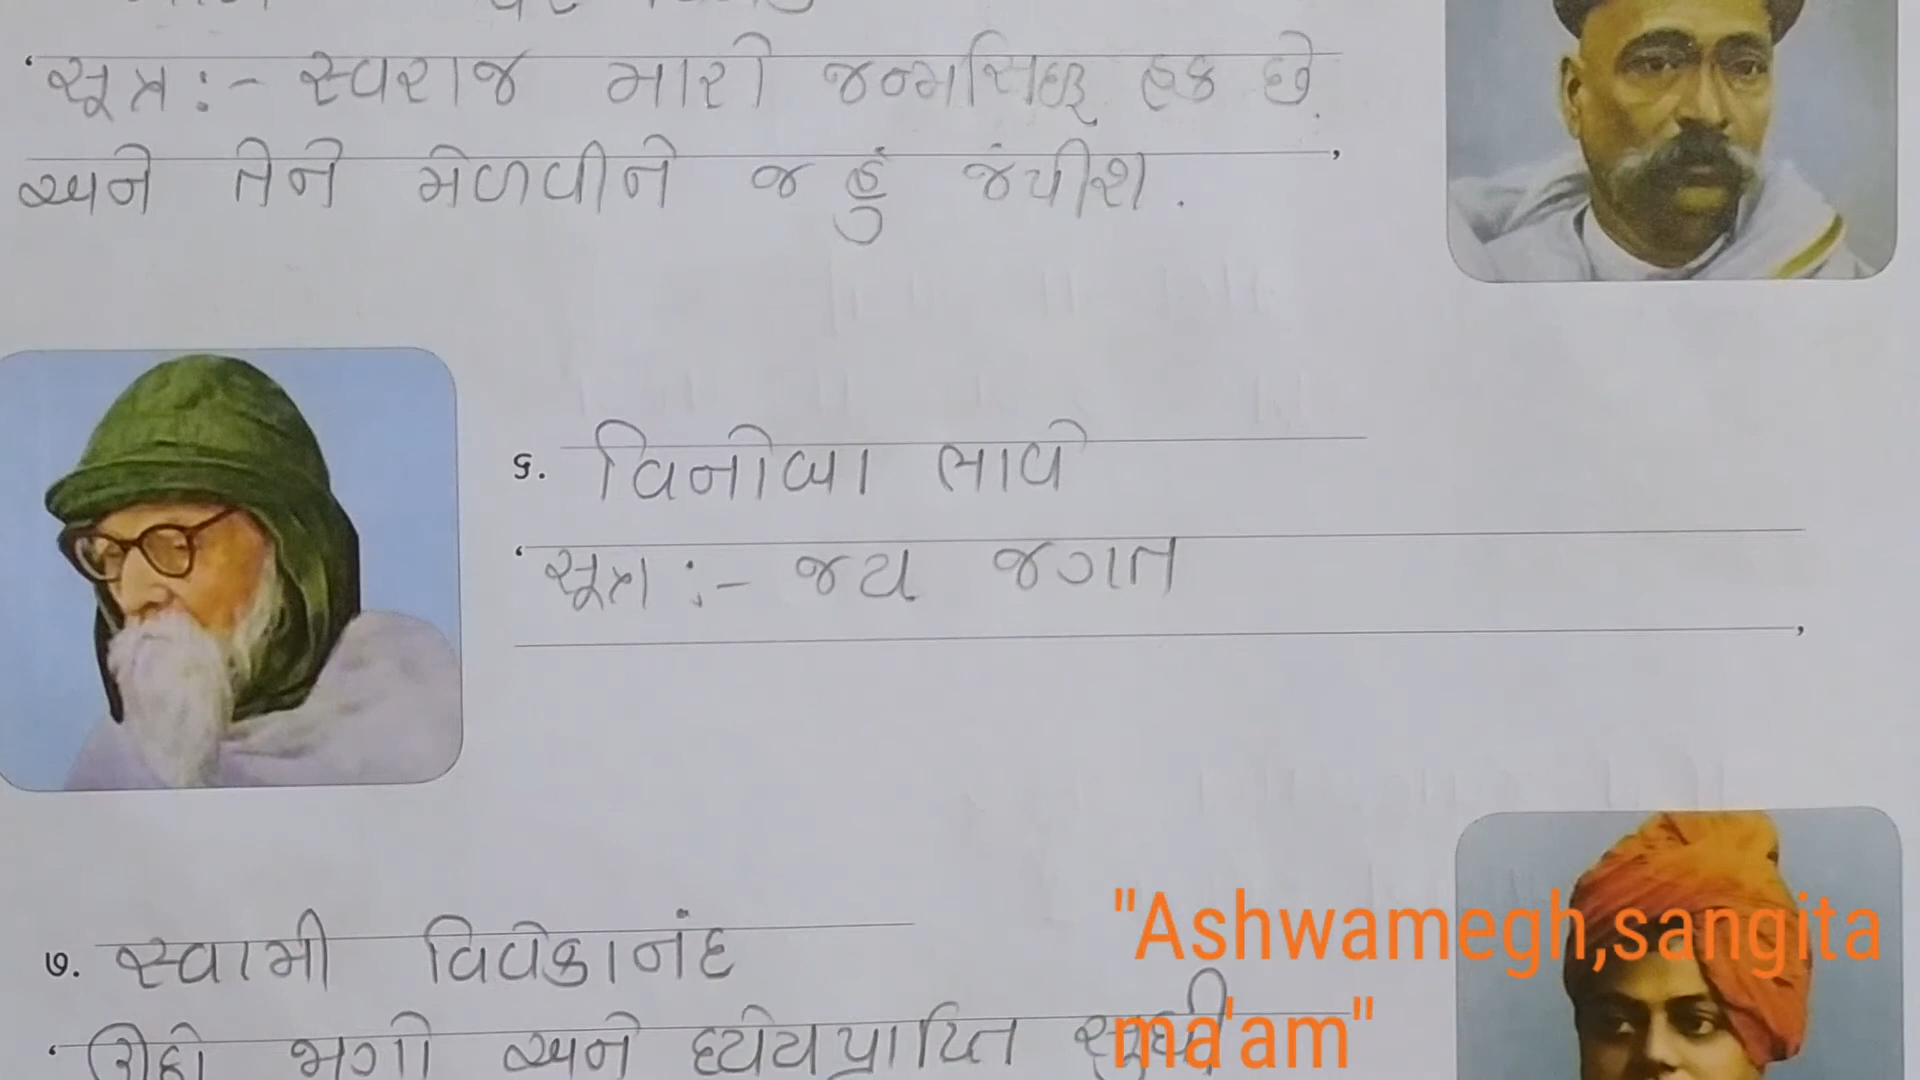 ‘સૂત્ર :- સ્વરાજ મારો જન્મસિદ્ધ હક છે.
અને તેને મેળવીને જ હું જંપીશ .’
૬. વિનોબા ભાવે
‘સૂત્ર :- જય જગત
’
૭. સ્વામી વિવેકાનંદ
‘ઊઠો જાગો અને ધ્યેયપ્રાપ્તિ સુધી
"Ashwamegh,sangita
ma'am"